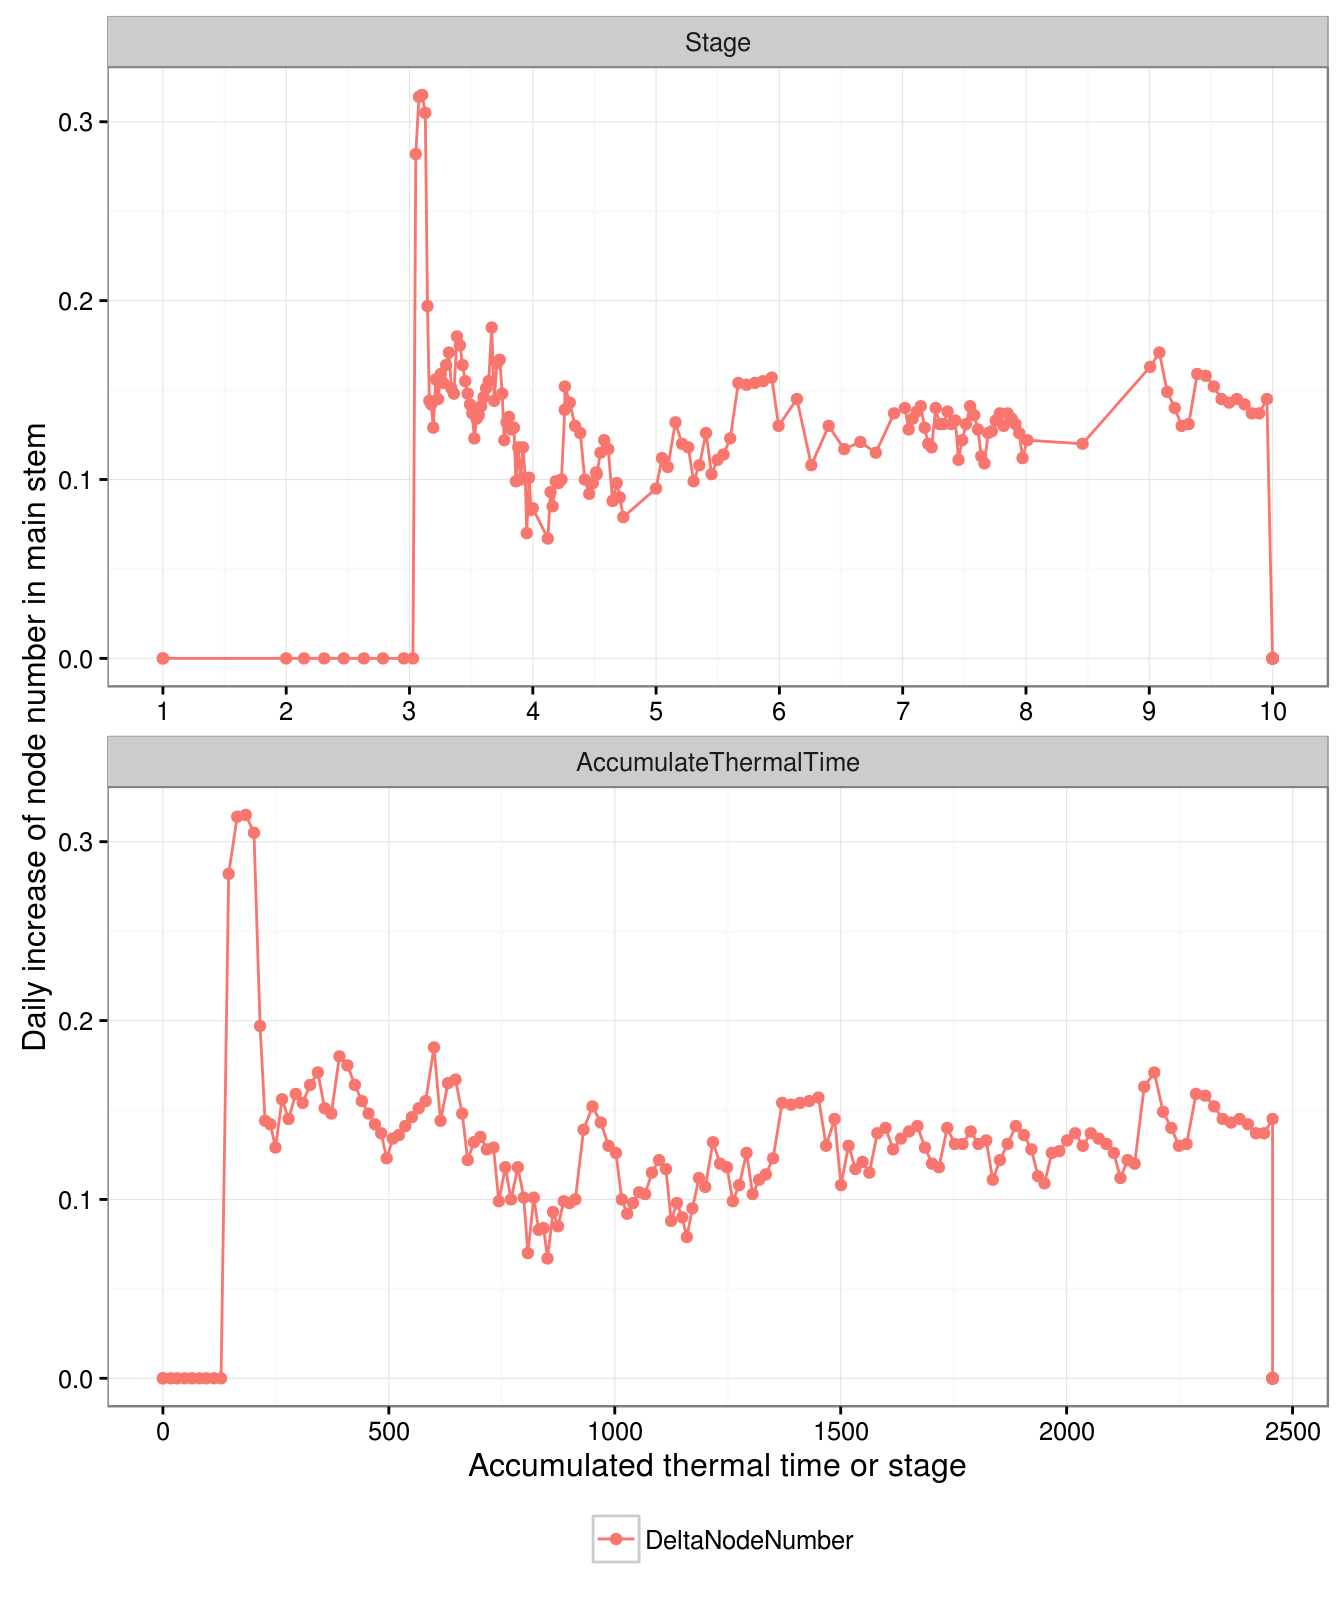 Stage
0.3
0.2
0.1
0.0
1 2 3 4 5 6 7 8 9 10
Daily increase of node number in main stem
AccumulateThermalTime
0.3
0.2
0.1
0.0
0 500 1000 1500 2000 2500
Accumulated thermal time or stage
DeltaNodeNumber